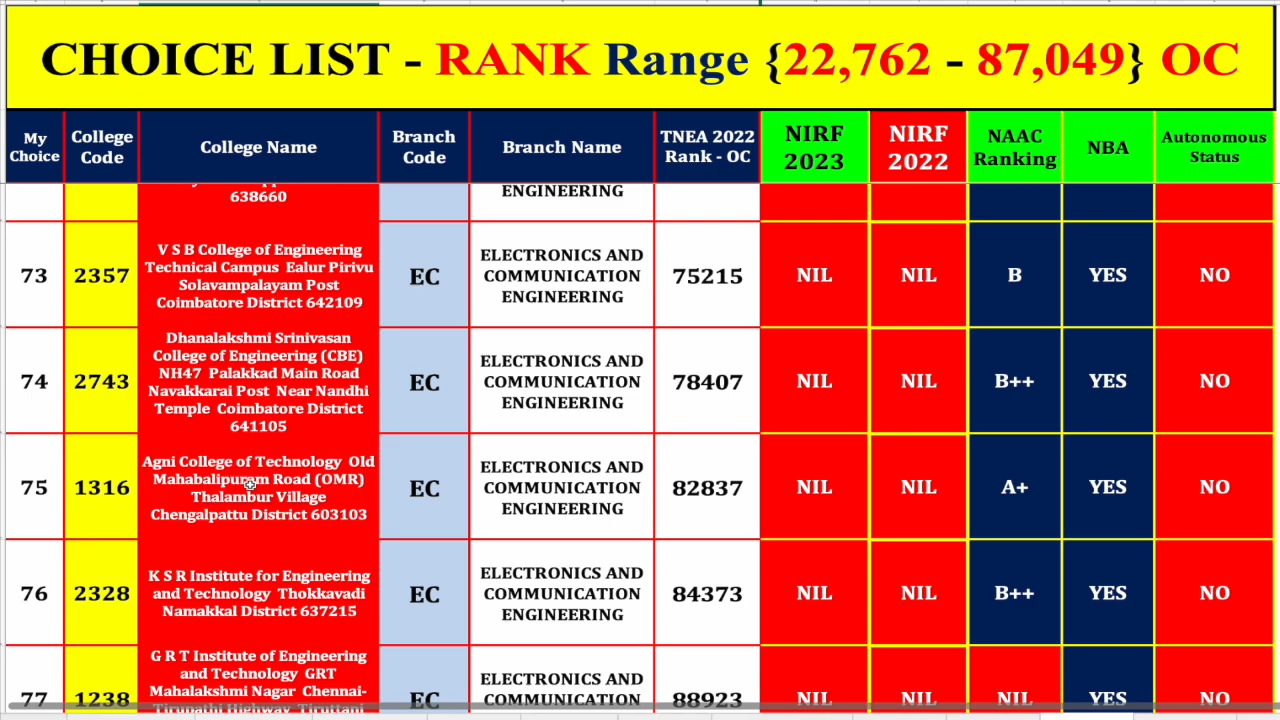 CHOICE LIST - RANK Range {22,762 - 87,049} OC
My Choice College Code College Name Branch Code Branch Name TNEA 2022 Rank - OC NIRF 2023 NIRF 2022 NAAC Ranking NBA Autonomous Status
638660
ENGINEERING
73
2357
V S B College of Engineering
Technical Campus Ealur Pirivu
Solavampalayam Post
Coimbatore District 642109
EC
ELECTRONICS AND
COMMUNICATION
ENGINEERING
75215
NIL
NIL
B
YES
NO
74
2743
Dhanalakshmi Srinivasan
College of Engineering (CBE)
NH47 Palakkad Main Road
Navakkarai Post Near Nandhi
Temple Coimbatore District
641105
EC
ELECTRONICS AND
COMMUNICATION
ENGINEERING
78407
NIL
NIL
B++
YES
NO
75
1316
Agni College of Technology Old
Mahabalipuram Road (OMR)
Thalambur Village
Chengalpattu District 603103
EC
ELECTRONICS AND
COMMUNICATION
ENGINEERING
82837
NIL
NIL
A+
YES
NO
76
2328
K S R Institute for Engineering
and Technology Thokkavadi
Namakkal District 637215
EC
ELECTRONICS AND
COMMUNICATION
ENGINEERING
84373
NIL
NIL
B++
YES
NO
77
1238
G R T Institute of Engineering
and Technology GRT
Mahalakshmi Nagar Chennai-
Tirupathi Highway Tiruttani
EC
ELECTRONICS AND
COMMUNICATION
88923
NIL
NIL
NIL
YES
NO